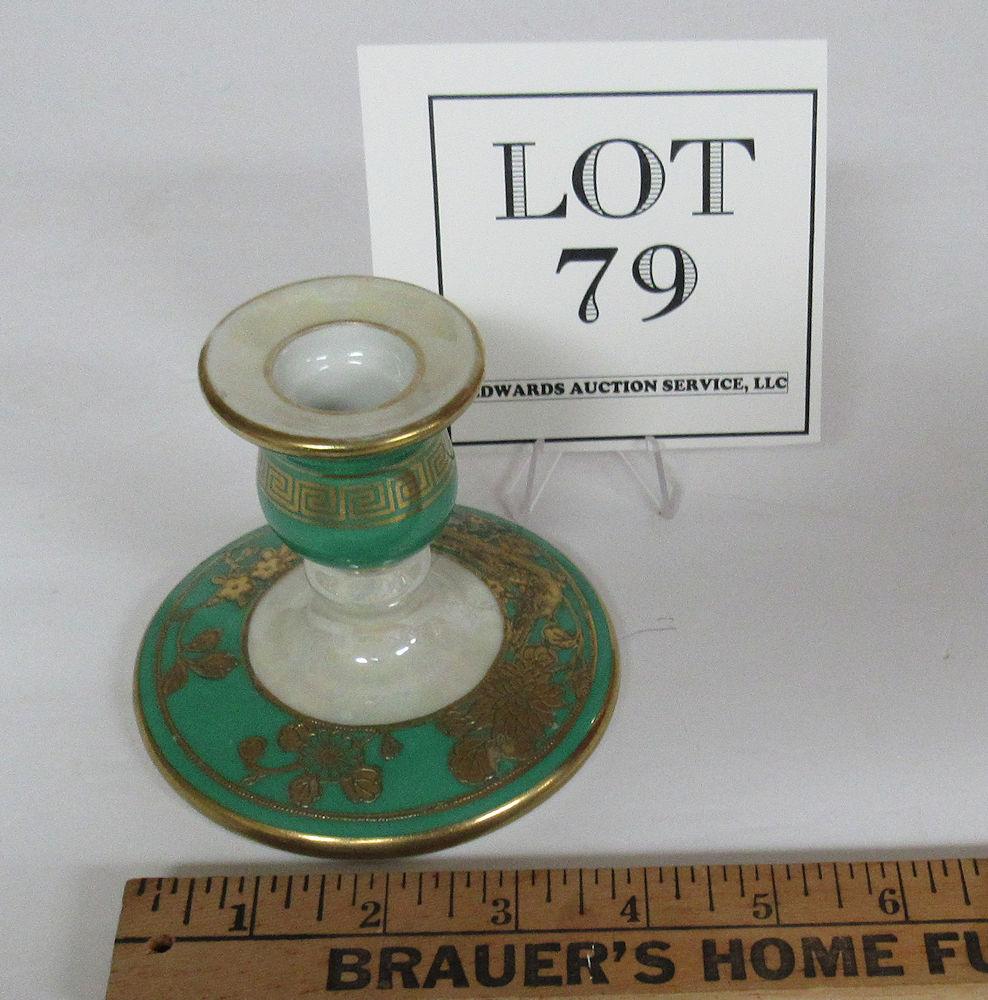 LOT
79
EDWARDS AUCTION SERVICE, LLC
1 2 3 4 5 6
BRAUER'S HOME FU